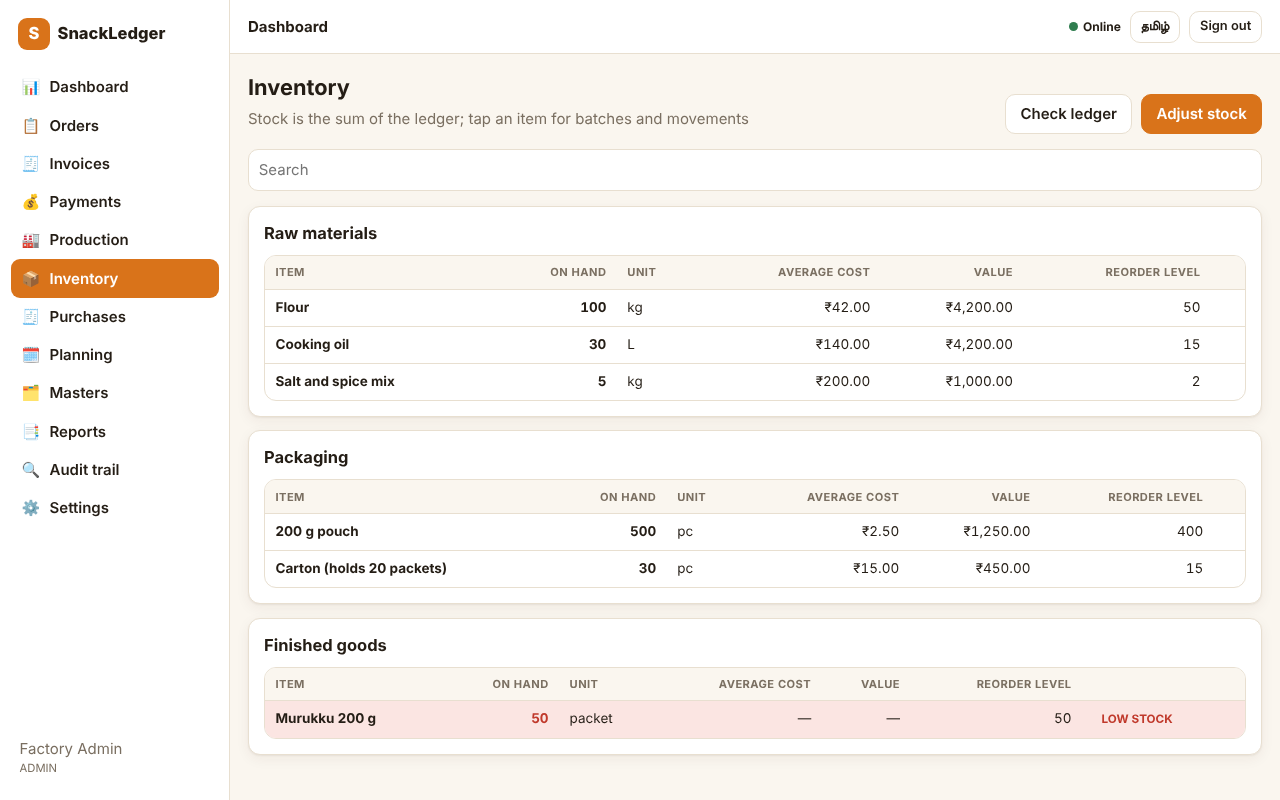 S SnackLedger
Dashboard
Orders
Invoices
Payments
Production
Inventory
Purchases
Planning
Masters
Reports
Audit trail
Settings
Factory Admin
ADMIN
Dashboard
Online தமிழ் Sign out
Inventory
Stock is the sum of the ledger; tap an item for batches and movements
Check ledger Adjust stock
Search
Raw materials
ITEM ON HAND UNIT AVERAGE COST VALUE REORDER LEVEL
Flour 100 kg ₹42.00 ₹4,200.00 50
Cooking oil 30 L ₹140.00 ₹4,200.00 15
Salt and spice mix 5 kg ₹200.00 ₹1,000.00 2
Packaging
ITEM ON HAND UNIT AVERAGE COST VALUE REORDER LEVEL
200 g pouch 500 pc ₹2.50 ₹1,250.00 400
Carton (holds 20 packets) 30 pc ₹15.00 ₹450.00 15
Finished goods
ITEM ON HAND UNIT AVERAGE COST VALUE REORDER LEVEL
Murukku 200 g 50 packet — — 50 LOW STOCK